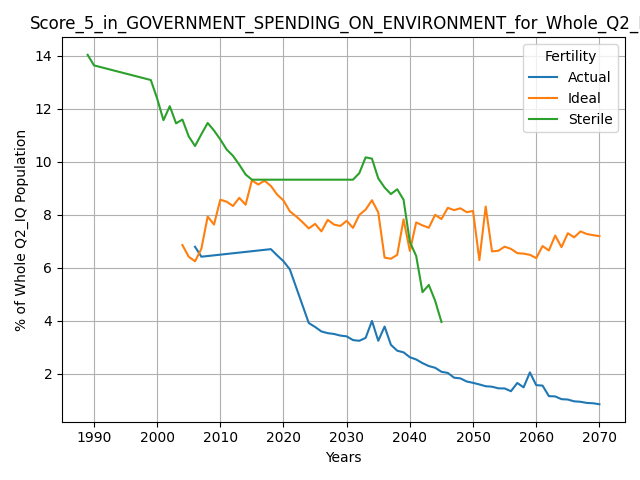 Score_5_in_GOVERNMENT_SPENDING_ON_ENVIRONMENT_for_Whole_Q2_
Fertility
Actual
Ideal
Sterile
% of Whole Q2_IQ Population
14
12
10
8
6
4
2
1990 2000 2010 2020 2030 2040 2050 2060 2070
Years